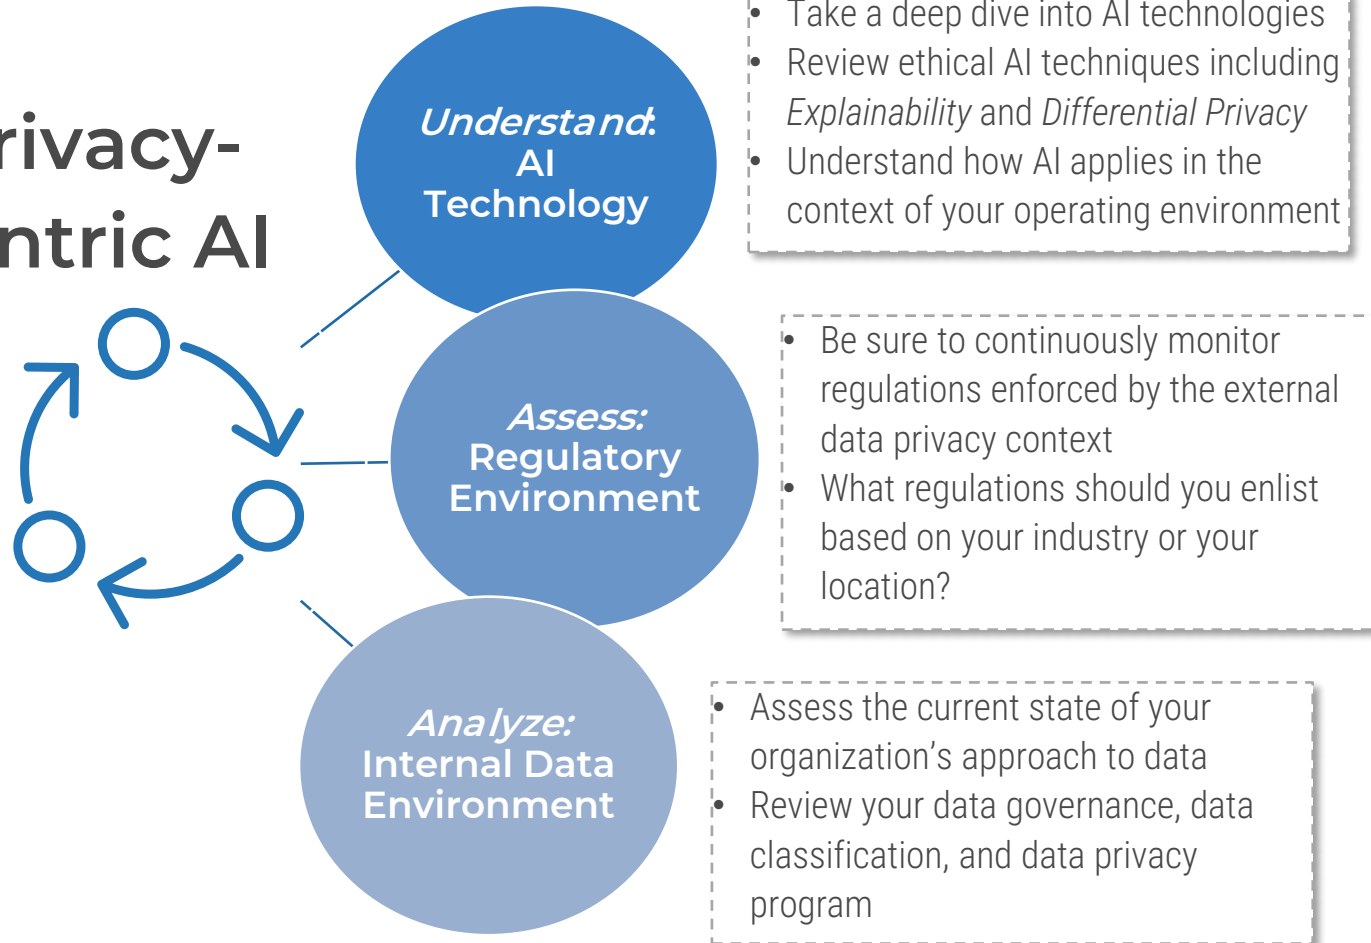 rivacy-
ntric AI
Understand:
AI
Technology
• Take a deep dive into AI technologies
• Review ethical AI techniques including
Explainability and Differential Privacy
• Understand how AI applies in the
context of your operating environment
Assess:
Regulatory
Environment
• Be sure to continuously monitor
regulations enforced by the external
data privacy context
• What regulations should you enlist
based on your industry or your
location?
Analyze:
Internal Data
Environment
• Assess the current state of your
organization’s approach to data
• Review your data governance, data
classification, and data privacy
program